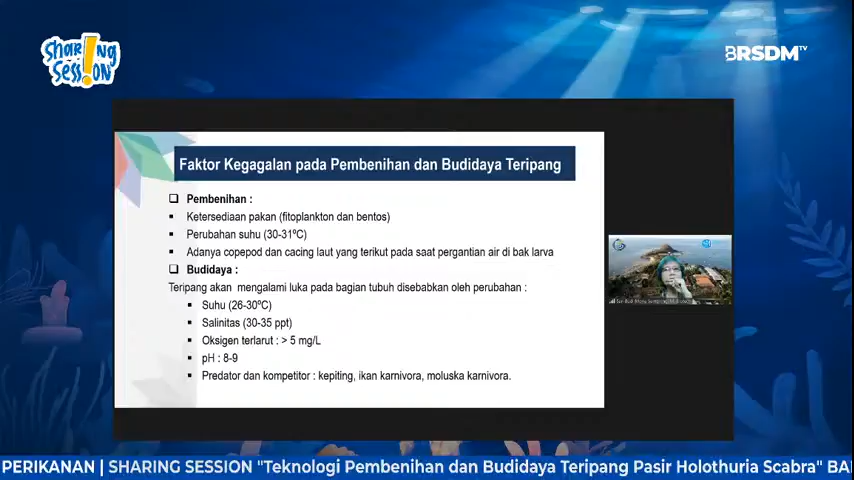 Sharing
Session
BRSDM TV
Faktor Kegagalan pada Pembenihan dan Budidaya Teripang
Pembenihan :
Ketersediaan pakan (fitoplankton dan bentos)
Perubahan suhu (30-31ºC)
Adanya copepod dan cacing laut yang terikut pada saat pergantian air di bak larva
Budidaya :
Teripang akan mengalami luka pada bagian tubuh disebabkan oleh perubahan :
Suhu (26-30ºC)
Salinitas (30-35 ppt)
Oksigen terlarut : > 5 mg/L
pH : 8-9
Predator dan kompetitor : kepiting, ikan karnivora, moluska karnivora.
PERIKANAN | SHARING SESSION "Teknologi Pembenihan dan Budidaya Teripang Pasir Holothuria Scabra" BA